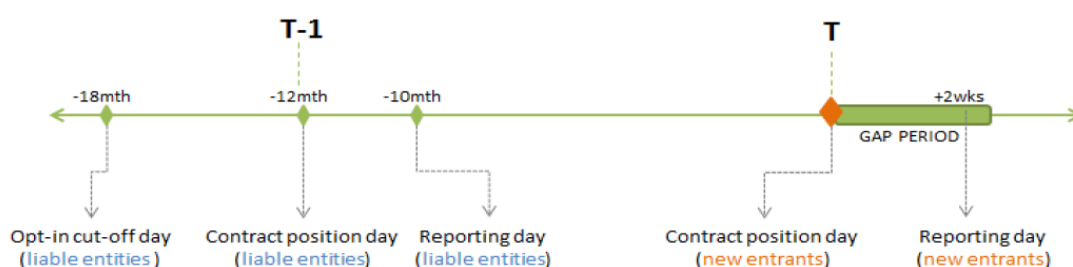 T-1
T
-18mth
-12mth
-10mth
+2wks
GAP PERIOD
Opt-in cut-off day
(liable entities )
Contract position day
(liable entities)
Reporting day
(liable entities)
Contract position day
(new entrants)
Reporting day
(new entrants)